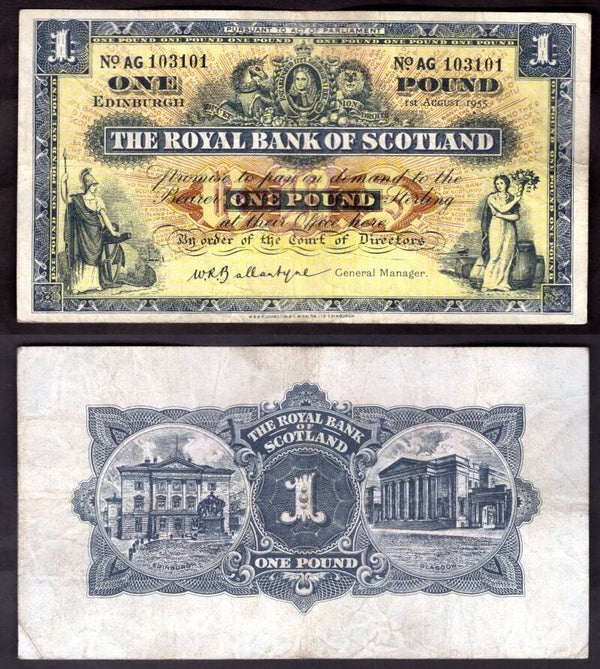 PURSUANT TO ACT OF PARLIAMENT
ONE POUND ONE POUND ONE POUND ONE POUND ONE POUND ONE POUND
1 1
Nº AG 103101 Nº AG 103101
ONE POUND
EDINBURGH 1ST AUGUST 1955
THE ROYAL BANK OF SCOTLAND
Promise to pay on demand to the
Bearer ONE POUND Sterling
at their Office here
By order of the Court of Directors
W R Ballantyne General Manager.
THE ROYAL BANK
OF
SCOTLAND
1
EDINBURGH GLASGOW
ONE POUND